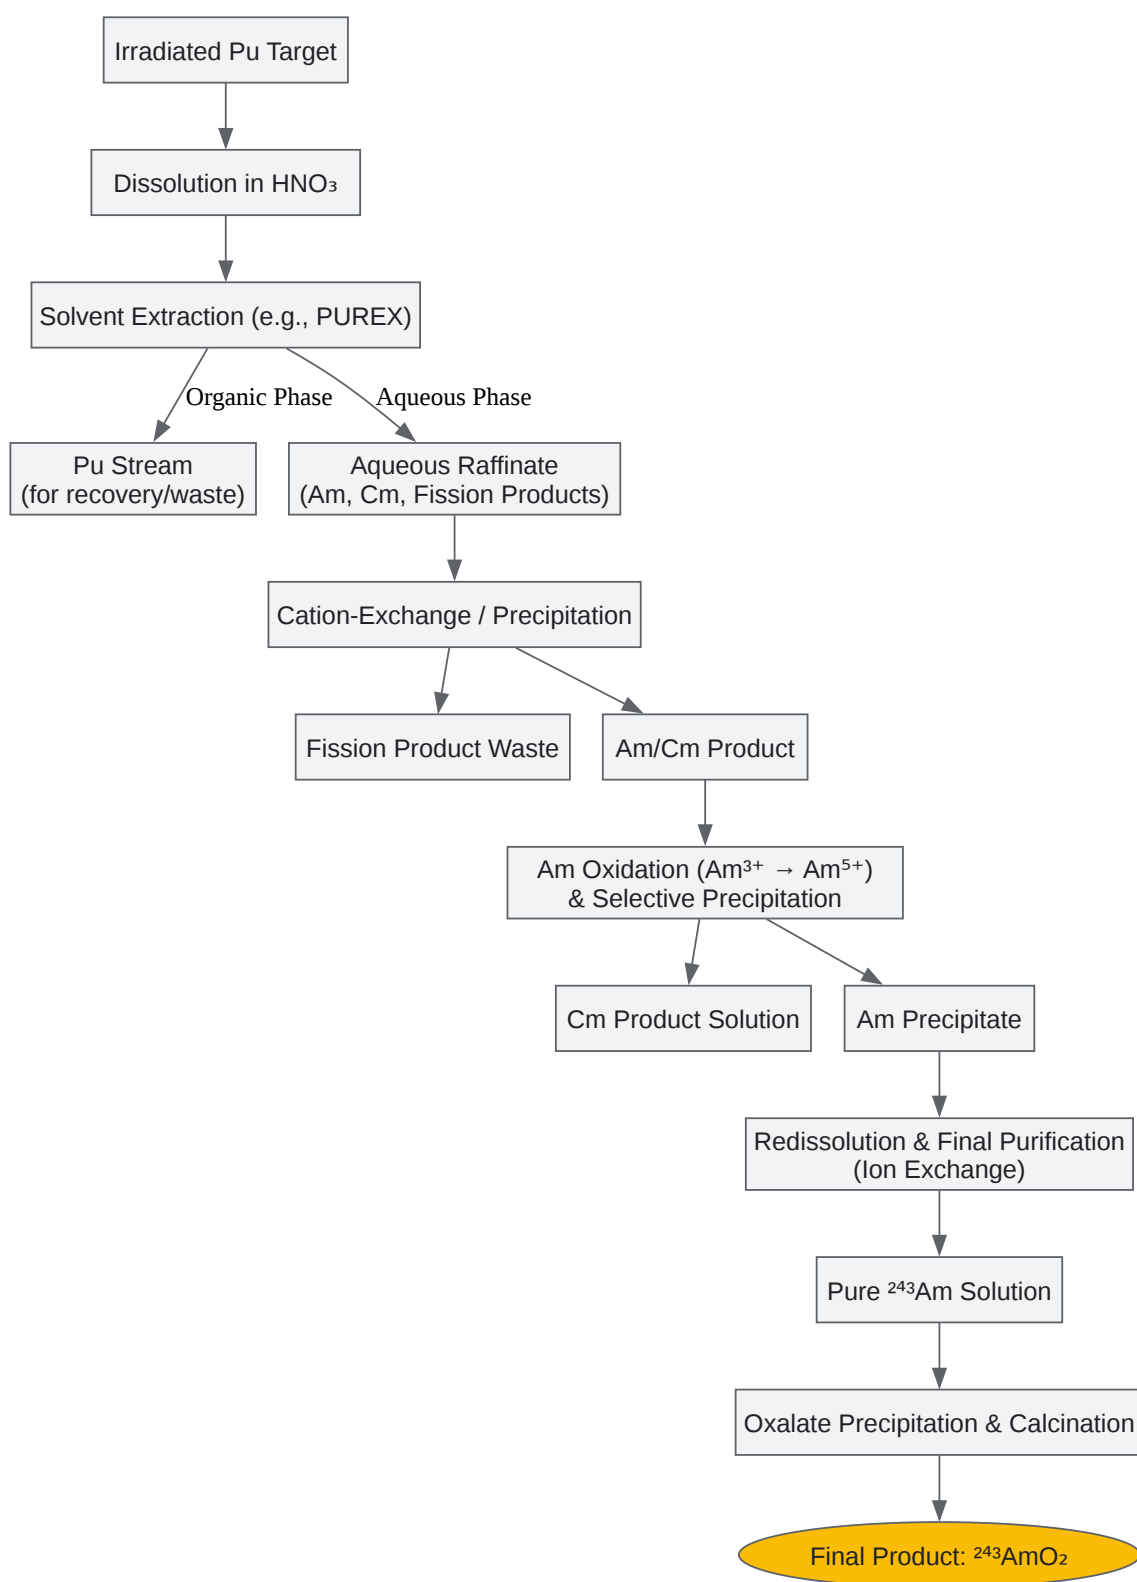 Irradiated Pu Target
Dissolution in HNO₃
Solvent Extraction (e.g., PUREX)
Organic Phase
Aqueous Phase
Pu Stream
(for recovery/waste)
Aqueous Raffinate
(Am, Cm, Fission Products)
Cation-Exchange / Precipitation
Fission Product Waste
Am/Cm Product
Am Oxidation (Am³⁺ → Am⁵⁺)
& Selective Precipitation
Cm Product Solution
Am Precipitate
Redissolution & Final Purification
(Ion Exchange)
Pure ²⁴³Am Solution
Oxalate Precipitation & Calcination
Final Product: ²⁴³AmO₂